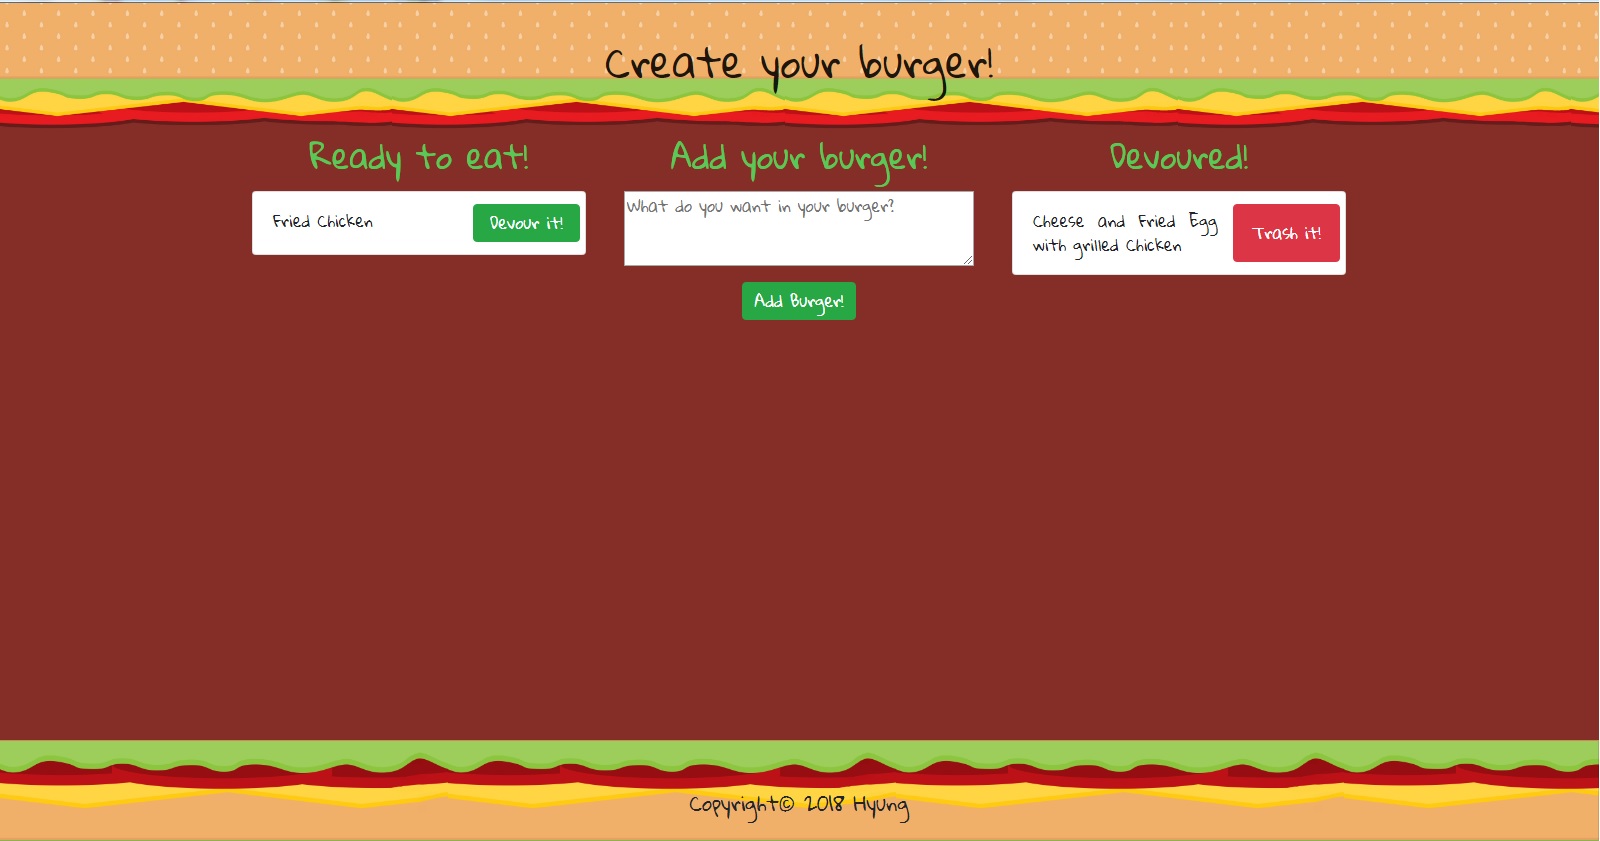 Create your burger!
Ready to eat!
Fried Chicken
Devour it!
Add your burger!
What do you want in your burger?
Add Burger!
Devoured!
Cheese and Fried Egg
with grilled Chicken
Trash it!
Copyright© 2018 Hyung